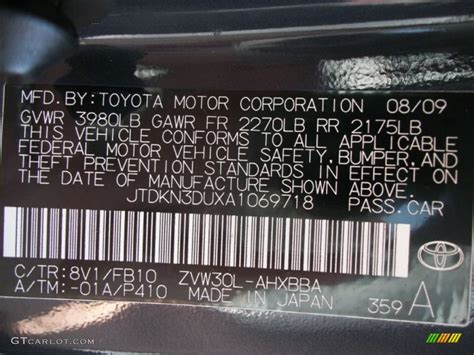 MFD.BY:TOYOTA MOTOR CORPORATION 08/09
GVWR 3980LB GAWR FR 2270LB RR 2175LB
THIS VEHICLE CONFORMS TO ALL APPLICABLE
FEDERAL MOTOR VEHICLE SAFETY,BUMPER,AND
THEFT PREVENTION STANDARDS IN EFFECT ON
THE DATE OF MANUFACTURE SHOWN ABOVE.
JTDKN3DUXA1069718 PASS.CAR
C/TR:8V1/FB10 ZVW30L-AHXBBA
A/TM:-01A/P410 MADE IN JAPAN 359 A
TOYOTA
GTCARLOT.COM